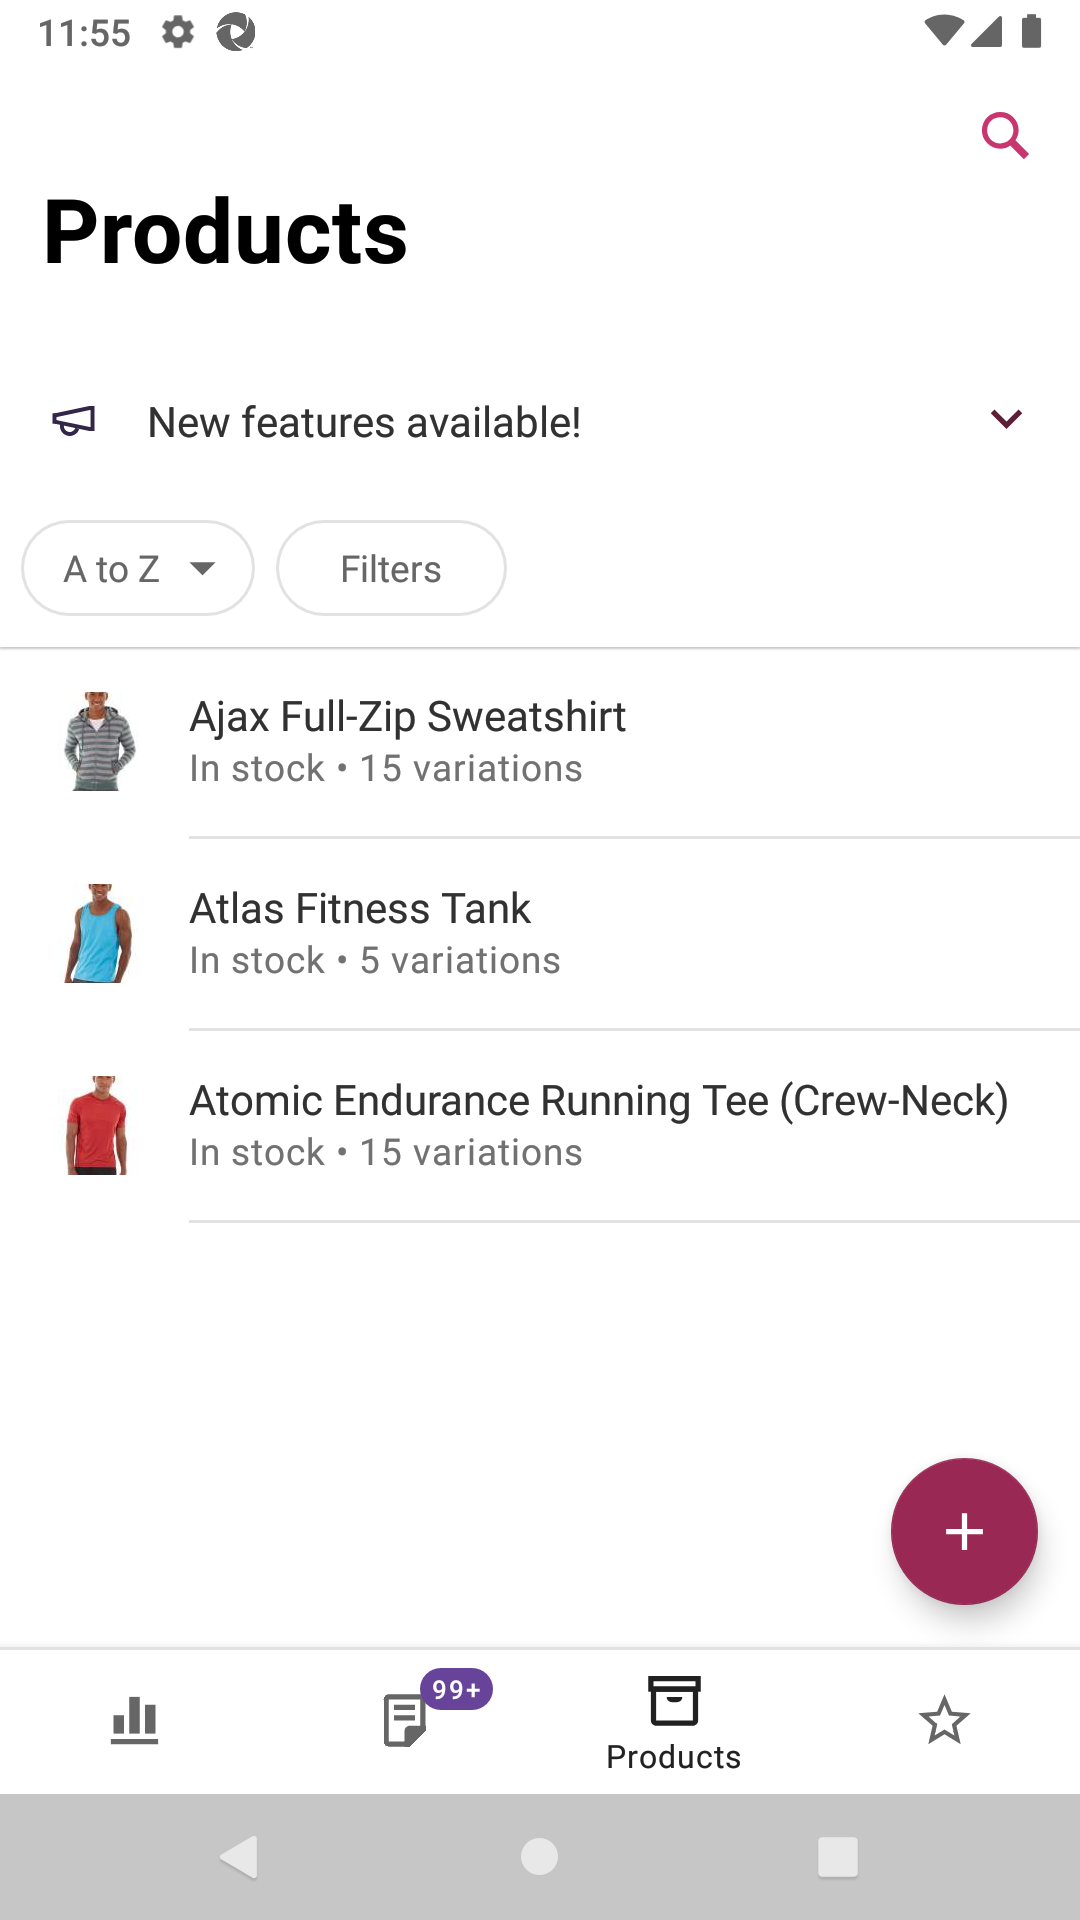 11:55
Products
New features available!
A to Z
Filters
Ajax Full-Zip Sweatshirt
In stock • 15 variations
Atlas Fitness Tank
In stock • 5 variations
Atomic Endurance Running Tee (Crew-Neck)
In stock • 15 variations
99+
Products